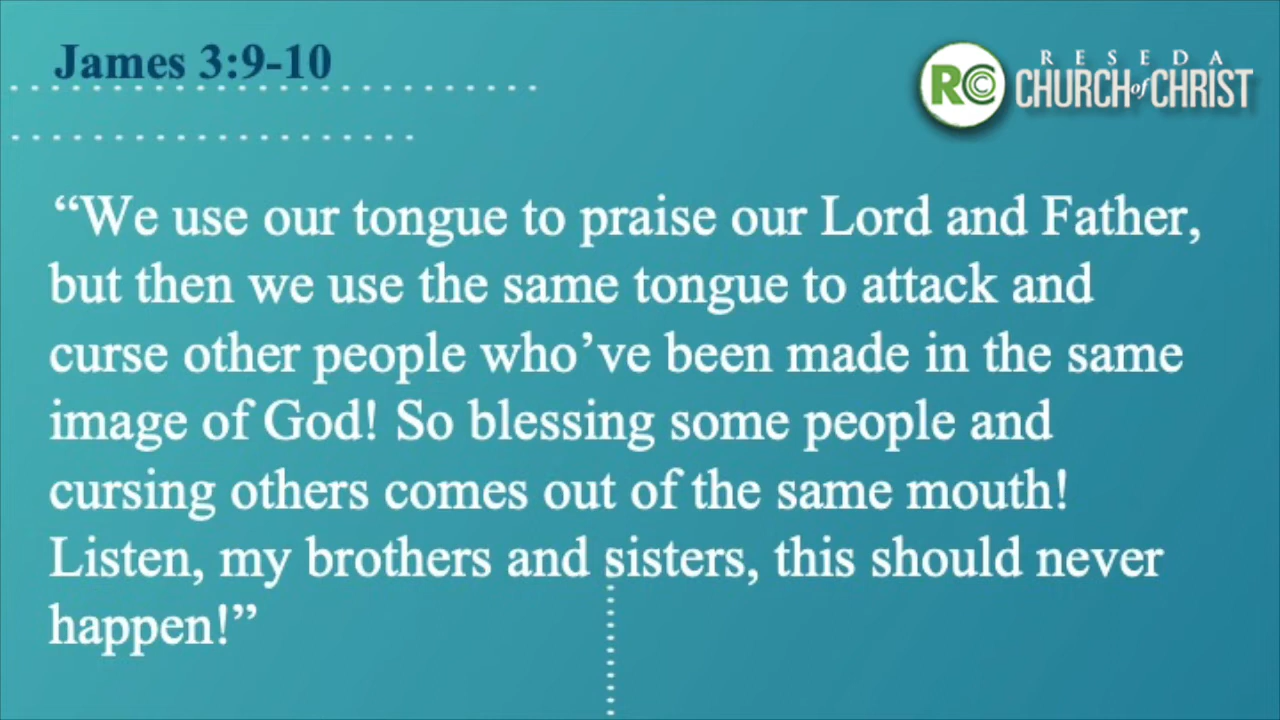 James 3:9-10
RESEDA
CHURCH of CHRIST
RCC
“We use our tongue to praise our Lord and Father,
but then we use the same tongue to attack and
curse other people who’ve been made in the same
image of God! So blessing some people and
cursing others comes out of the same mouth!
Listen, my brothers and sisters, this should never
happen!”